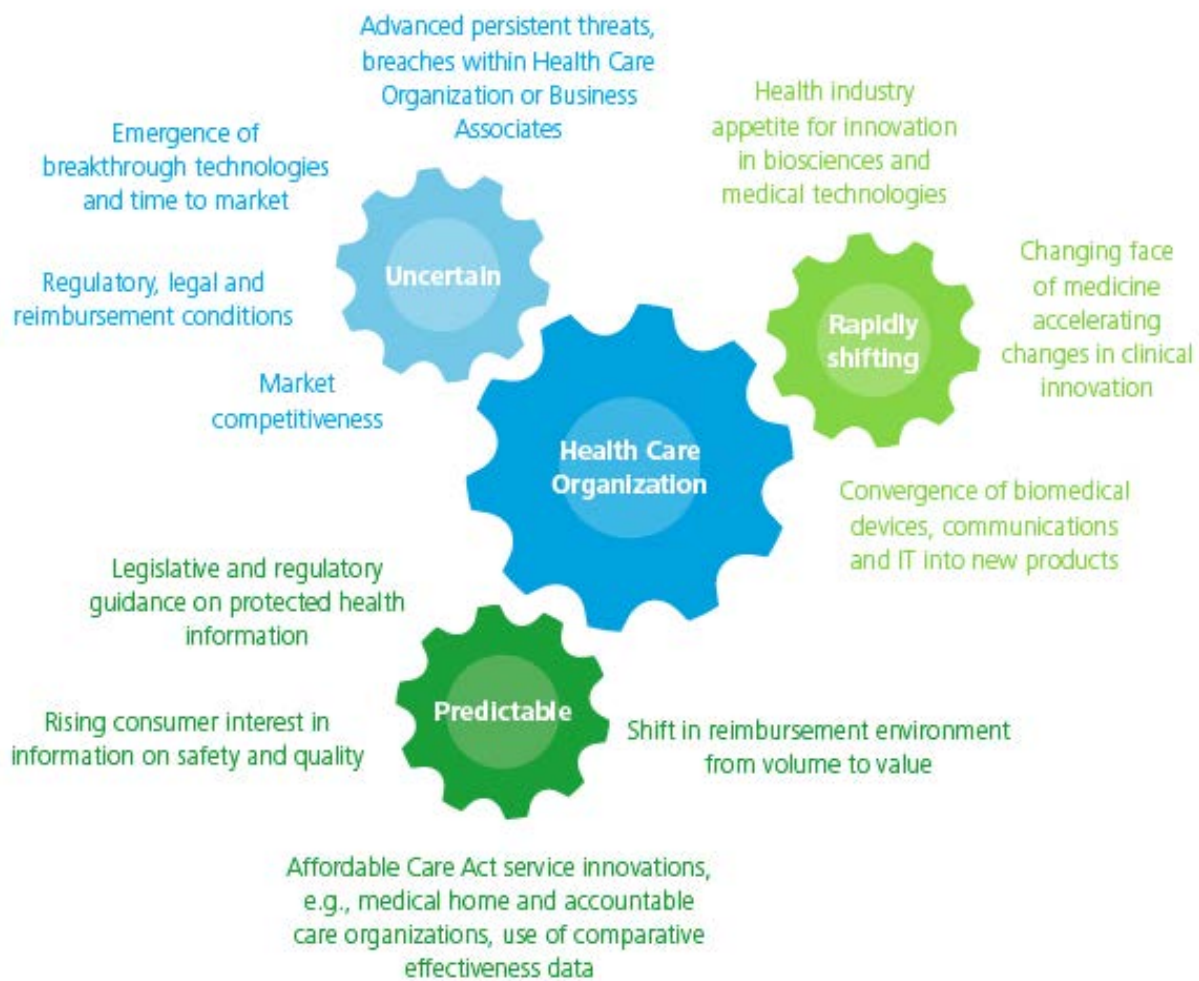 Advanced persistent threats,
breaches within Health Care
Organization or Business
Associates
Emergence of
breakthrough technologies
and time to market
Regulatory, legal and
reimbursement conditions
Market
competitiveness
Uncertain
Health industry
appetite for innovation
in biosciences and
medical technologies
Changing face
of medicine
accelerating
changes in clinical
innovation
Rapidly
shifting
Convergence of biomedical
devices, communications
and IT into new products
Health Care
Organization
Legislative and regulatory
guidance on protected health
information
Rising consumer interest in
information on safety and quality
Predictable
Shift in reimbursement environment
from volume to value
Affordable Care Act service innovations,
e.g., medical home and accountable
care organizations, use of comparative
effectiveness data